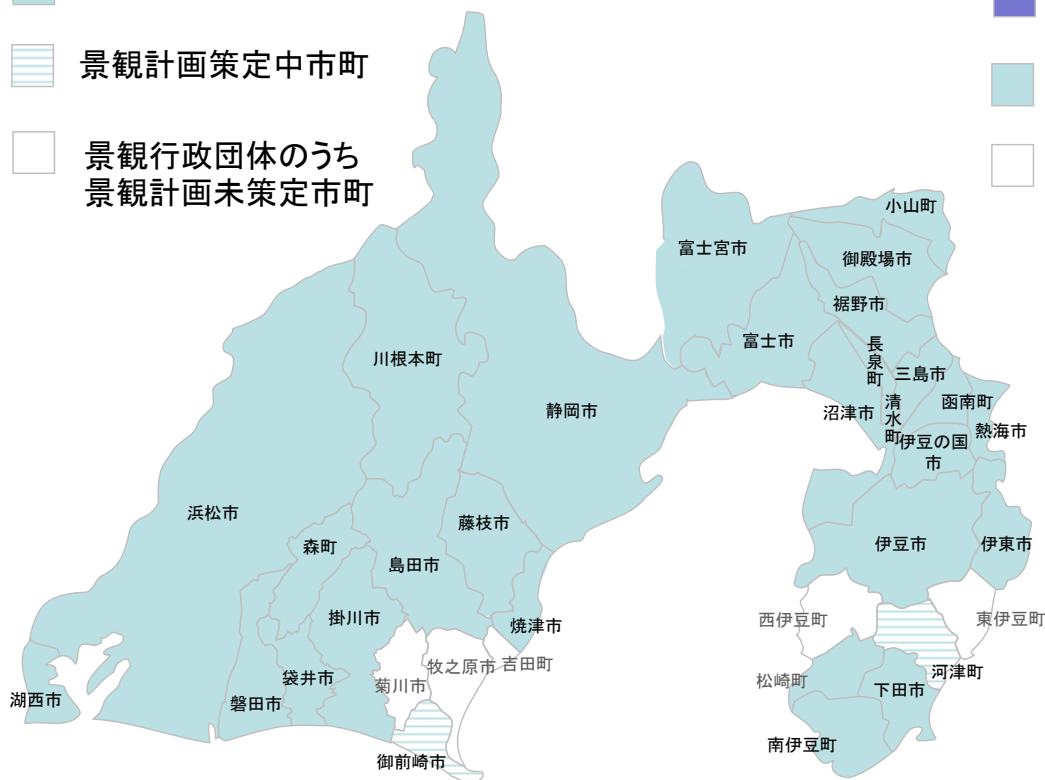 景観計画策定中市町
景観行政団体のうち
景観計画未策定市町
小山町
富士宮市
御殿場市
裾野市
富士市
長泉町
川根本町
三島市
函南町
静岡市
沼津市
清水町
熱海市
伊豆の国
市
浜松市
藤枝市
森町
伊豆市
伊東市
島田市
掛川市
焼津市
西伊豆町
東伊豆町
牧之原市
吉田町
河津町
袋井市
菊川市
松崎町
下田市
湖西市
磐田市
南伊豆町
御前崎市